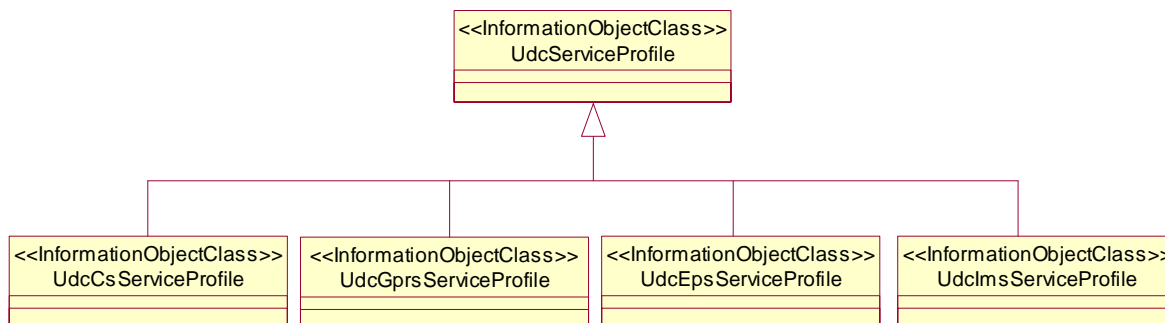 <<InformationObjectClass>>
UdcServiceProfile
<<InformationObjectClass>>
UdcCsServiceProfile
<<InformationObjectClass>>
UdcGprsServiceProfile
<<InformationObjectClass>>
UdcEpsServiceProfile
<<InformationObjectClass>>
UdcImsServiceProfile